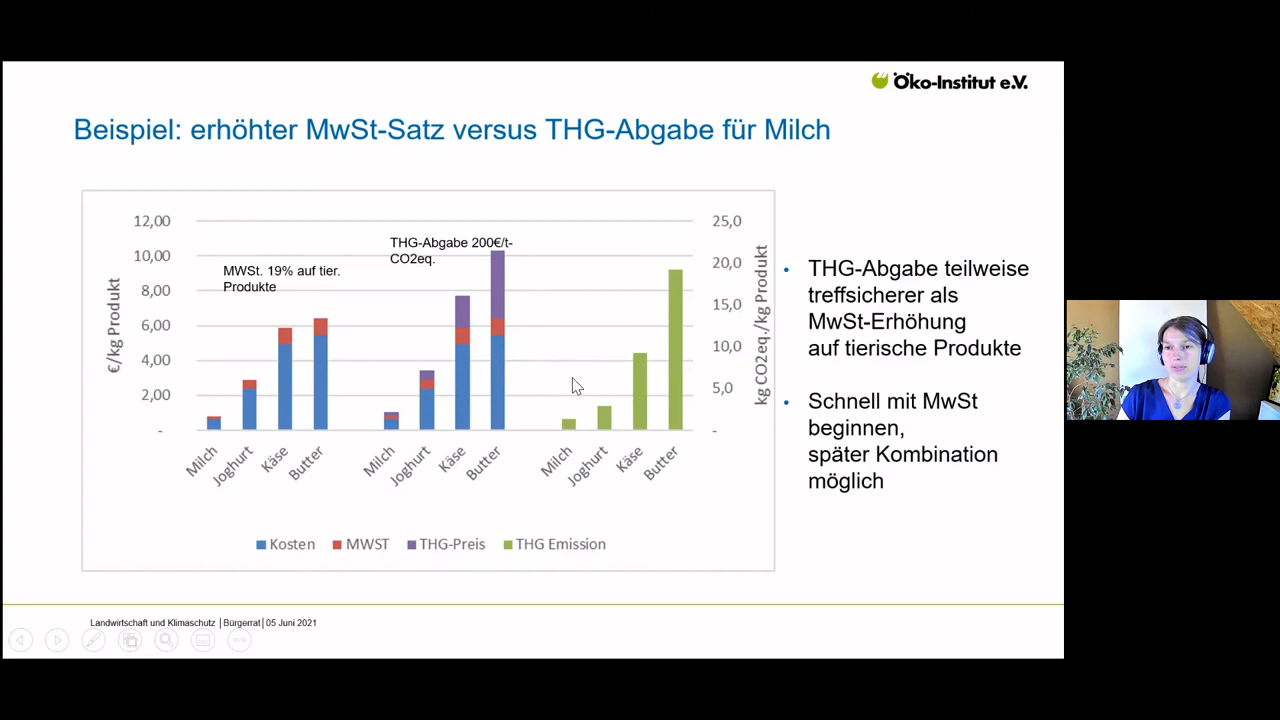 Öko-Institut e.V.
Beispiel: erhöhter MwSt-Satz versus THG-Abgabe für Milch
12,00
10,00
8,00
6,00
4,00
2,00
-
€/kg Produkt
MWSt. 19% auf tier.
Produkte
THG-Abgabe 200€/t-
CO2eq.
25,0
20,0
15,0
10,0
5,0
-
kg CO2eq./kg Produkt
Milch
Joghurt
Käse
Butter
Milch
Joghurt
Käse
Butter
Milch
Joghurt
Käse
Butter
Kosten
MWST
THG-Preis
THG Emission
• THG-Abgabe teilweise
treffsicherer als
MwSt-Erhöhung
auf tierische Produkte
• Schnell mit MwSt
beginnen,
später Kombination
möglich
Landwirtschaft und Klimaschutz │Bürgerrat│05 Juni 2021